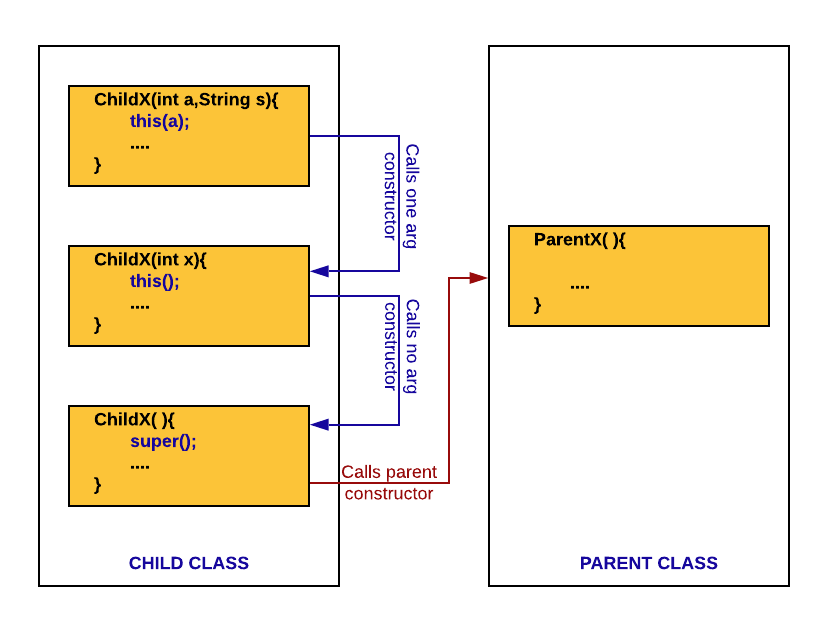 ChildX(int a,String s){
this(a);
....
}
Calls one arg
constructor
ChildX(int x){
this();
....
}
Calls no arg
constructor
ChildX( ){
super();
....
}
Calls parent
constructor
CHILD CLASS
ParentX( ){
....
}
PARENT CLASS